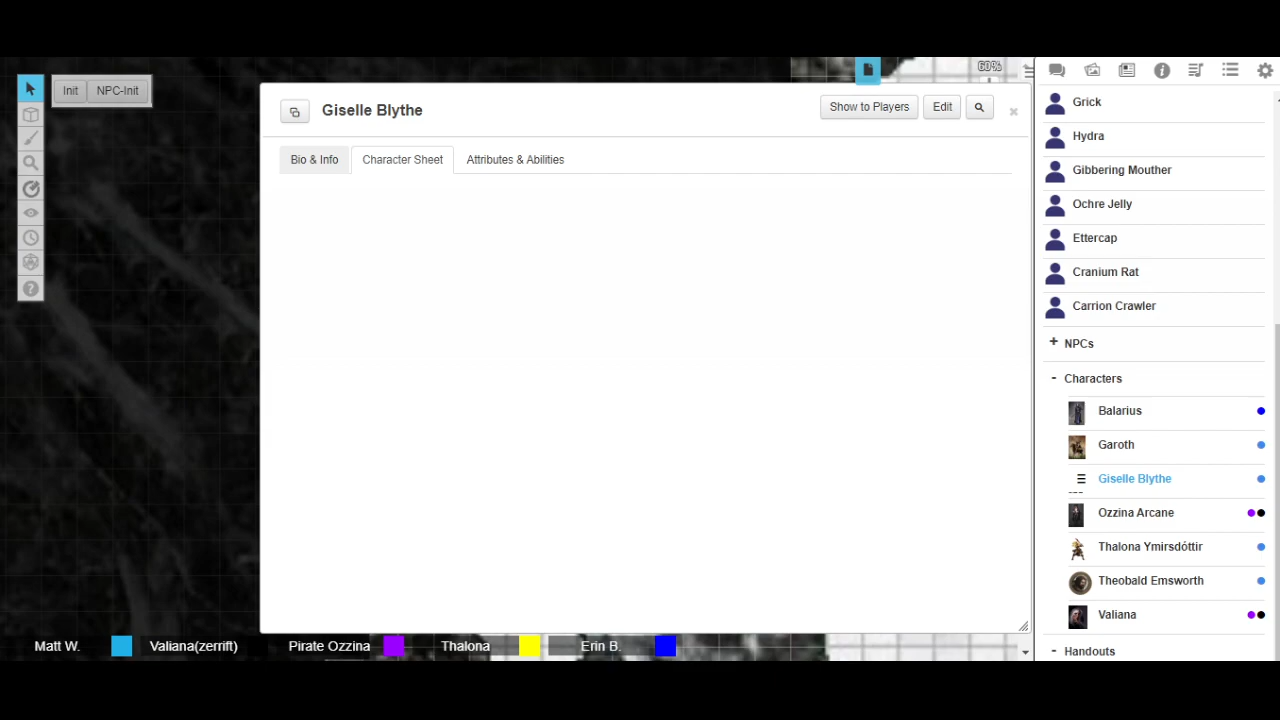 60%
Init NPC-Init
Giselle Blythe
Show to Players Edit
Bio & Info Character Sheet Attributes & Abilities
Grick
Hydra
Gibbering Mouther
Ochre Jelly
Ettercap
Cranium Rat
Carrion Crawler
+ NPCs
- Characters
Balarius
Garoth
Giselle Blythe
Ozzina Arcane
Thalona Ymirsdóttir
Theobald Emsworth
Valiana
- Handouts
Matt W. Valiana(zerrift) Pirate Ozzina Thalona Erin B.